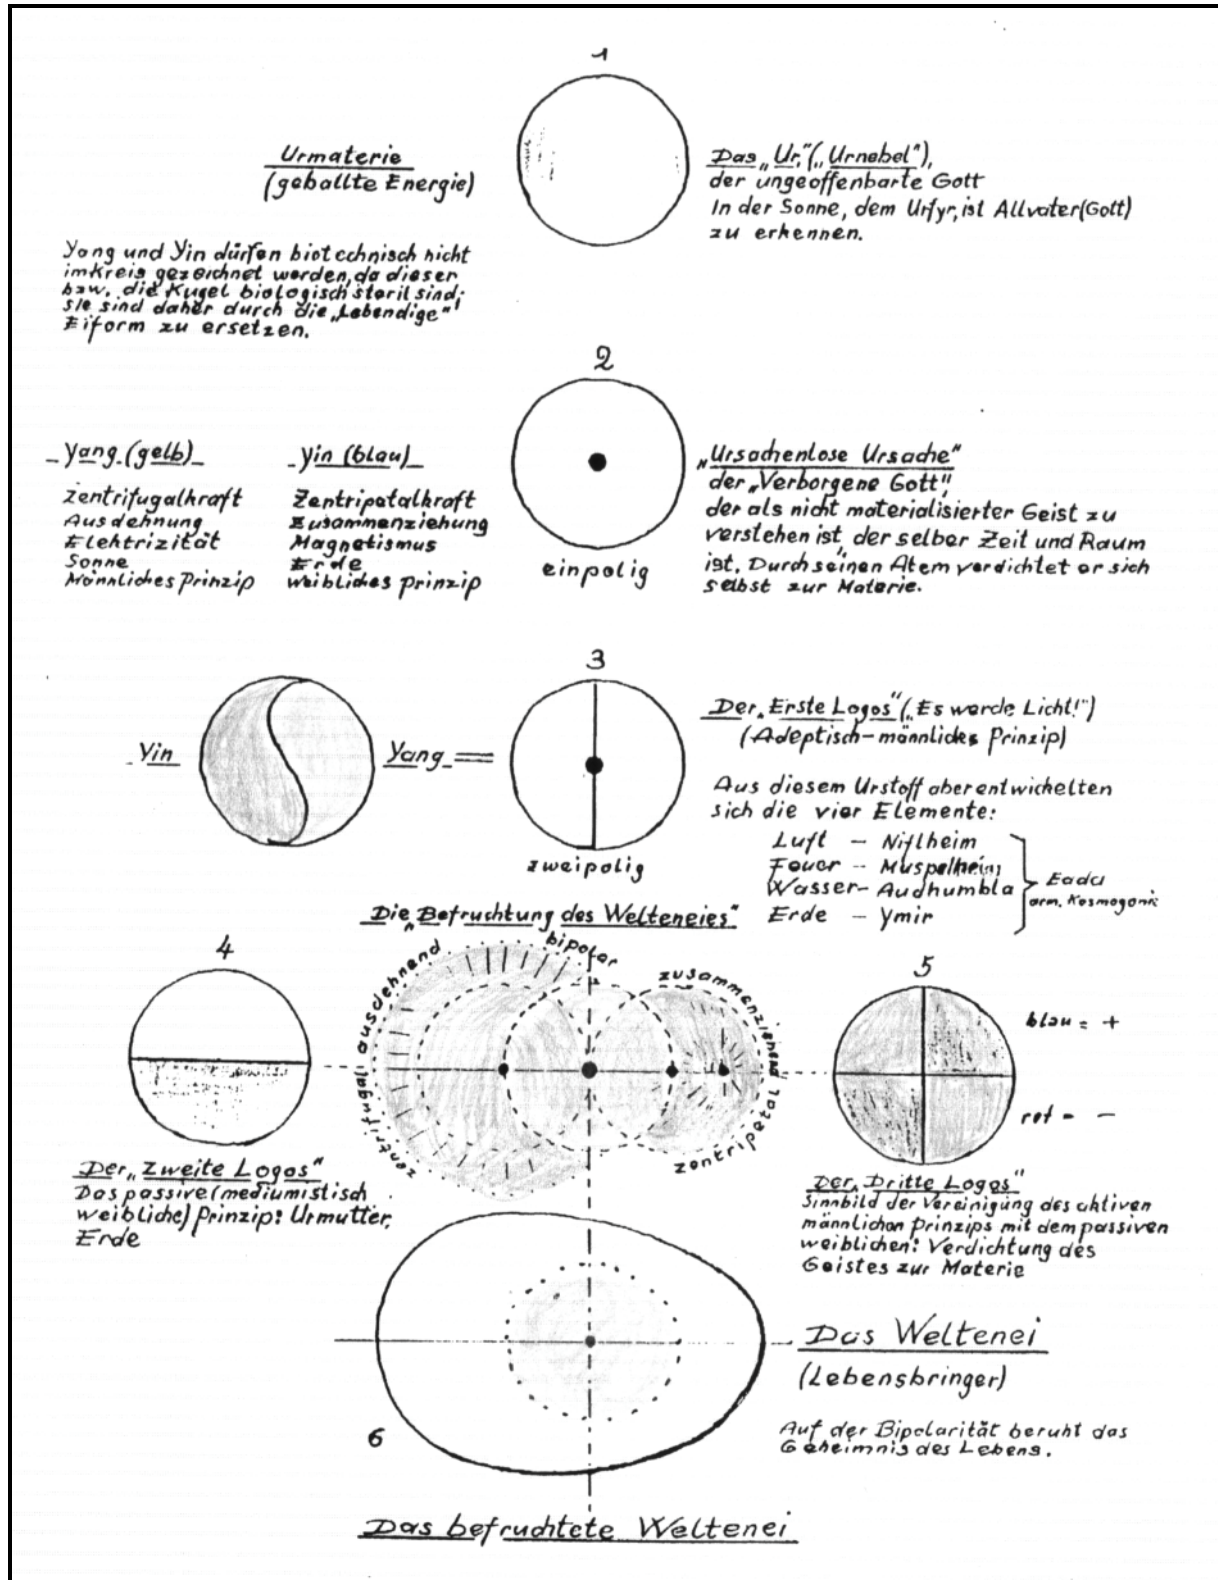 1
Urmaterie
(geballte Energie)
Das „Ur." („Urnebel"),
der ungeoffenbarte Gott
In der Sonne, dem Urfyr, ist Allvater (Gott)
zu erkennen.
Yang und Yin dürfen biotechnisch nicht
im Kreis gezeichnet werden, da dieser
bzw. die Kugel biologisch steril sind;
sie sind daher durch die „Lebendige"
Eiform zu ersetzen.
2
- Yang (gelb) -
Zentrifugalkraft
Ausdehnung
Elektrizität
Sonne
Männliches Prinzip
- Yin (blau) -
Zentripetalkraft
Zusammenziehung
Magnetismus
Erde
weibliches Prinzip
einpolig
„Ursachenlose Ursache"
der „Verborgene Gott",
der als nicht materialisierter Geist zu
verstehen ist, der selber Zeit und Raum
ist. Durch seinen Atem verdichtet er sich
selbst zur Materie.
3
- Yin
Yang =
zweipolig
Der „Erste Logos" („Es werde Licht!")
(Adeptisch-männliches Prinzip)
Aus diesem Urstoff aber entwickelten
sich die vier Elemente:
Luft - Niflheim
Feuer - Muspelheim
Wasser - Audhumbla
Erde - Ymir
Kosmogonie
Die „Befruchtung des Welteneies"
4
zentrifugal ausdehnend
bipolar
zusammenziehend
zentripetal
5
blau = +
rot = -
Der „Zweite Logos"
Das passive (mediumistisch
weibliche) Prinzip: Urmutter,
Erde
Der „Dritte Logos"
Sinnbild der Vereinigung des aktiven
männlichen Prinzips mit dem passiven
weiblichen: Verdichtung des
Geistes zur Materie
6
Das Weltenei
(Lebensbringer)
Auf der Bipolarität beruht das
Geheimnis des Lebens.
Das befruchtete Weltenei